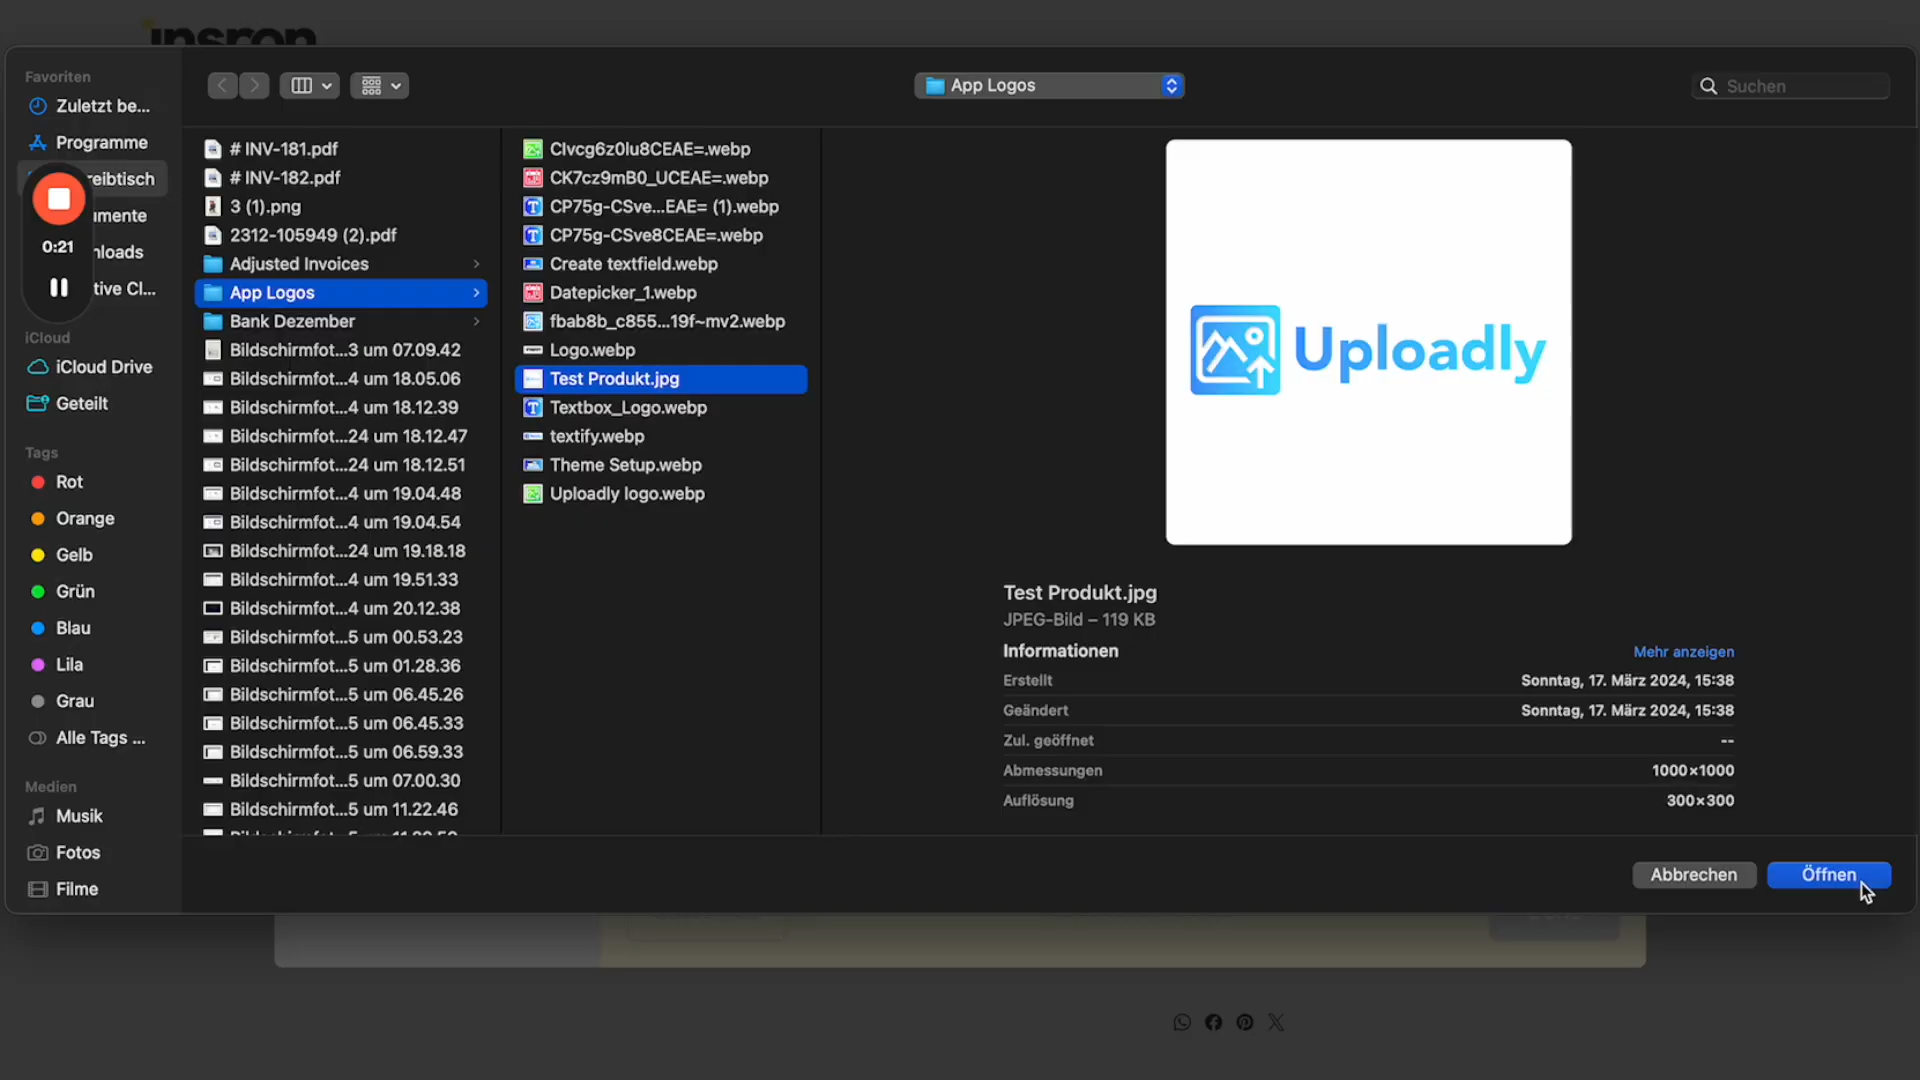 insron
Favoriten
Zuletzt be...
Programme
reibtisch
umente
nloads
tive Cl...
0:21
iCloud
iCloud Drive
Geteilt
Tags
Rot
Orange
Gelb
Grün
Blau
Lila
Grau
Alle Tags ...
Medien
Musik
Fotos
Filme
App Logos
Suchen
# INV-181.pdf
# INV-182.pdf
3 (1).png
2312-105949 (2).pdf
Adjusted Invoices
App Logos
Bank Dezember
Bildschirmfot...3 um 07.09.42
Bildschirmfot...4 um 18.05.06
Bildschirmfot...4 um 18.12.39
Bildschirmfot...24 um 18.12.47
Bildschirmfot...24 um 18.12.51
Bildschirmfot...4 um 19.04.48
Bildschirmfot...4 um 19.04.54
Bildschirmfot...24 um 19.18.18
Bildschirmfot...4 um 19.51.33
Bildschirmfot...4 um 20.12.38
Bildschirmfot...5 um 00.53.23
Bildschirmfot...5 um 01.28.36
Bildschirmfot...5 um 06.45.26
Bildschirmfot...5 um 06.45.33
Bildschirmfot...5 um 06.59.33
Bildschirmfot...5 um 07.00.30
Bildschirmfot...5 um 11.22.46
CIvcg6z0lu8CEAE=.webp
CK7cz9mB0_UCEAE=.webp
CP75g-CSve...EAE= (1).webp
CP75g-CSve8CEAE=.webp
Create textfield.webp
Datepicker_1.webp
fbab8b_c855...19f~mv2.webp
Logo.webp
Test Produkt.jpg
Textbox_Logo.webp
textify.webp
Theme Setup.webp
Uploadly logo.webp
Uploadly
Test Produkt.jpg
JPEG-Bild – 119 KB
Informationen Mehr anzeigen
Erstellt Sonntag, 17. März 2024, 15:38
Geändert Sonntag, 17. März 2024, 15:38
Zul. geöffnet --
Abmessungen 1000×1000
Auflösung 300×300
Abbrechen Öffnen